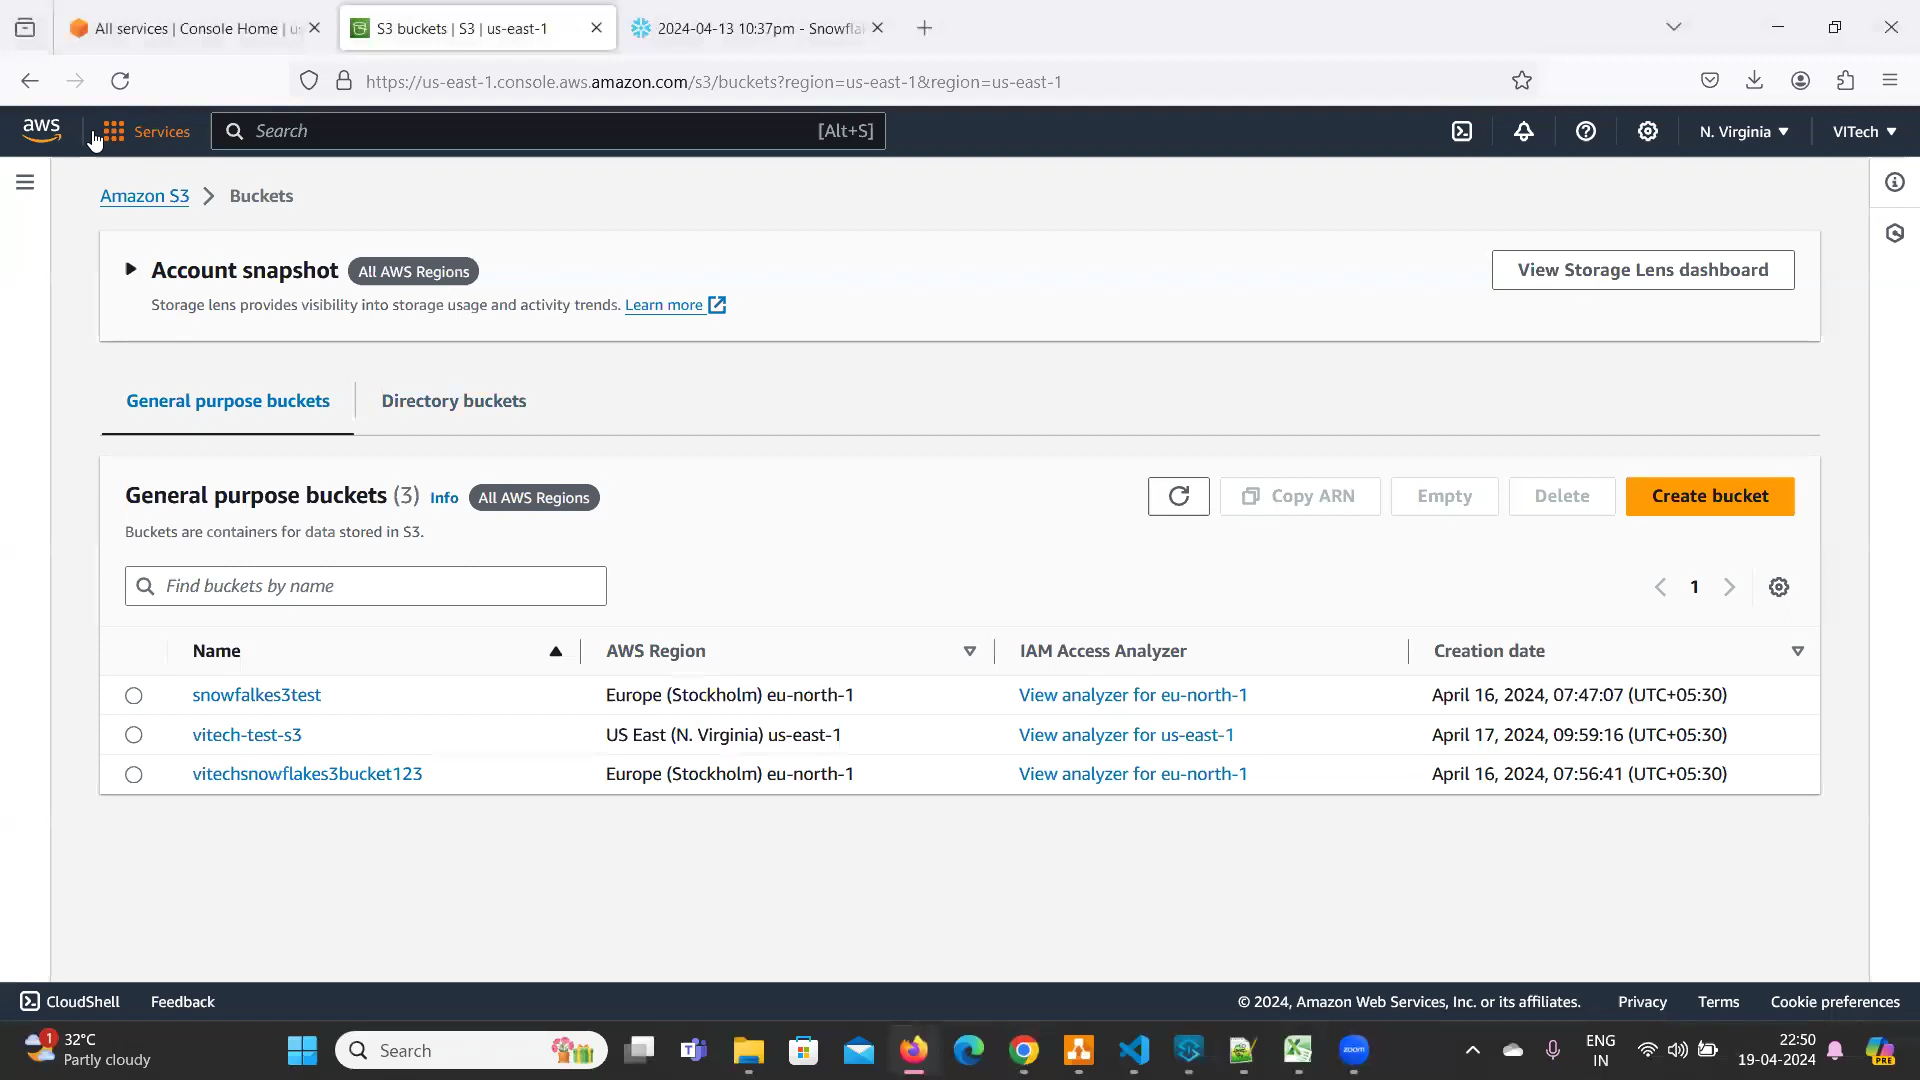 All services | Console Home | us
S3 buckets | S3 | us-east-1
2024-04-13 10:37pm - Snowfla
https://us-east-1.console.aws.amazon.com/s3/buckets?region=us-east-1&region=us-east-1
aws
Services
Search
[Alt+S]
N. Virginia
VITech
Amazon S3 > Buckets
Account snapshot
All AWS Regions
View Storage Lens dashboard
Storage lens provides visibility into storage usage and activity trends. Learn more
General purpose buckets
Directory buckets
General purpose buckets (3) Info All AWS Regions
Copy ARN
Empty
Delete
Create bucket
Buckets are containers for data stored in S3.
Find buckets by name
1
Name
AWS Region
IAM Access Analyzer
Creation date
snowfalkes3test
Europe (Stockholm) eu-north-1
View analyzer for eu-north-1
April 16, 2024, 07:47:07 (UTC+05:30)
vitech-test-s3
US East (N. Virginia) us-east-1
View analyzer for us-east-1
April 17, 2024, 09:59:16 (UTC+05:30)
vitechsnowflakes3bucket123
Europe (Stockholm) eu-north-1
View analyzer for eu-north-1
April 16, 2024, 07:56:41 (UTC+05:30)
CloudShell
Feedback
© 2024, Amazon Web Services, Inc. or its affiliates.
Privacy
Terms
Cookie preferences
1
32°C
Partly cloudy
Search
zoom
ENG
IN
22:50
19-04-2024
PRE